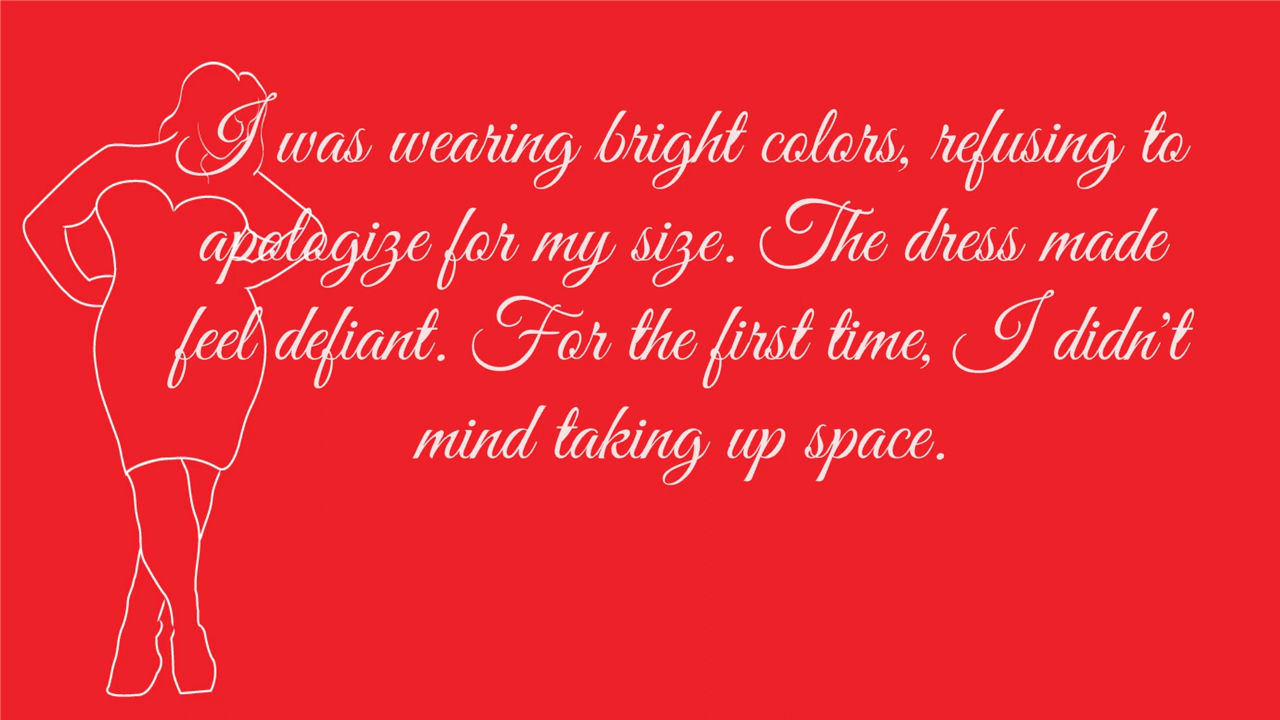 I was wearing bright colors, refusing to
apologize for my size. The dress made
feel defiant. For the first time, I didn’t
mind taking up space.